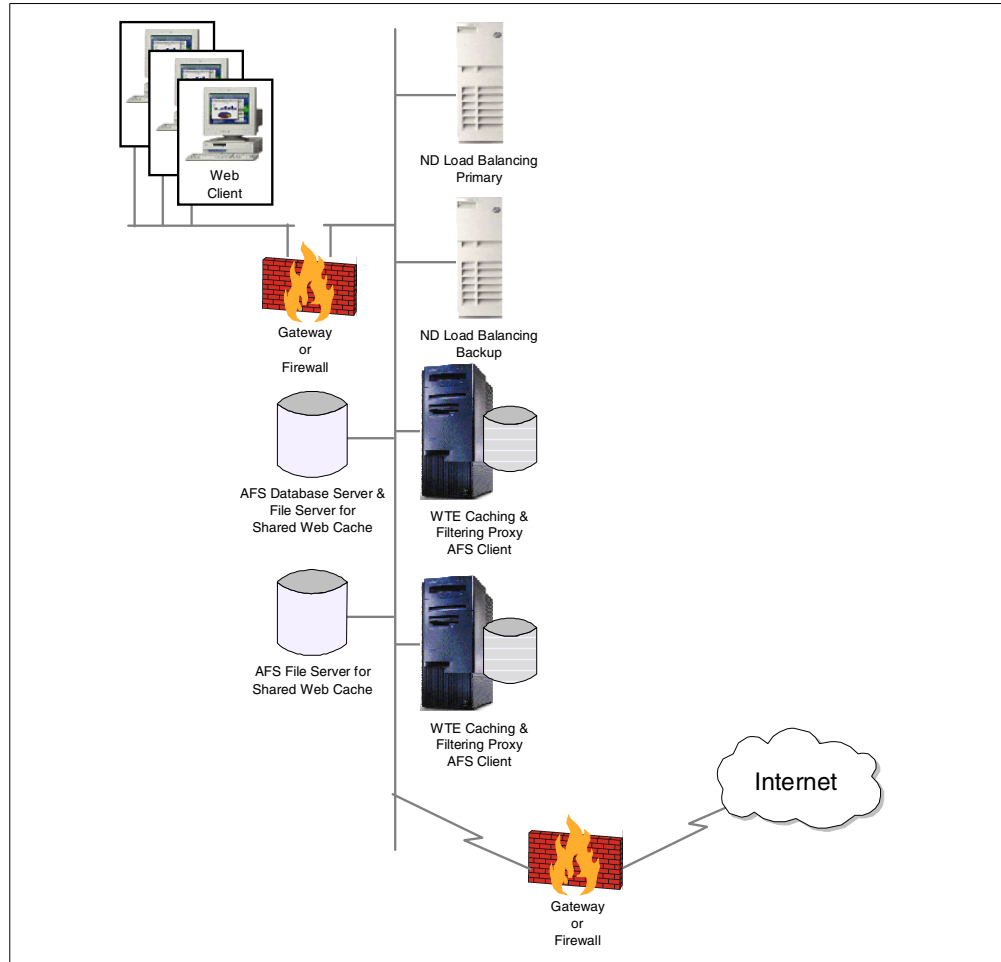 Web
Client
ND Load Balancing
Primary
Gateway
or
Firewall
ND Load Balancing
Backup
AFS Database Server &
File Server for
Shared Web Cache
WTE Caching &
Filtering Proxy
AFS Client
AFS File Server for
Shared Web Cache
WTE Caching &
Filtering Proxy
AFS Client
Internet
Gateway
or
Firewall